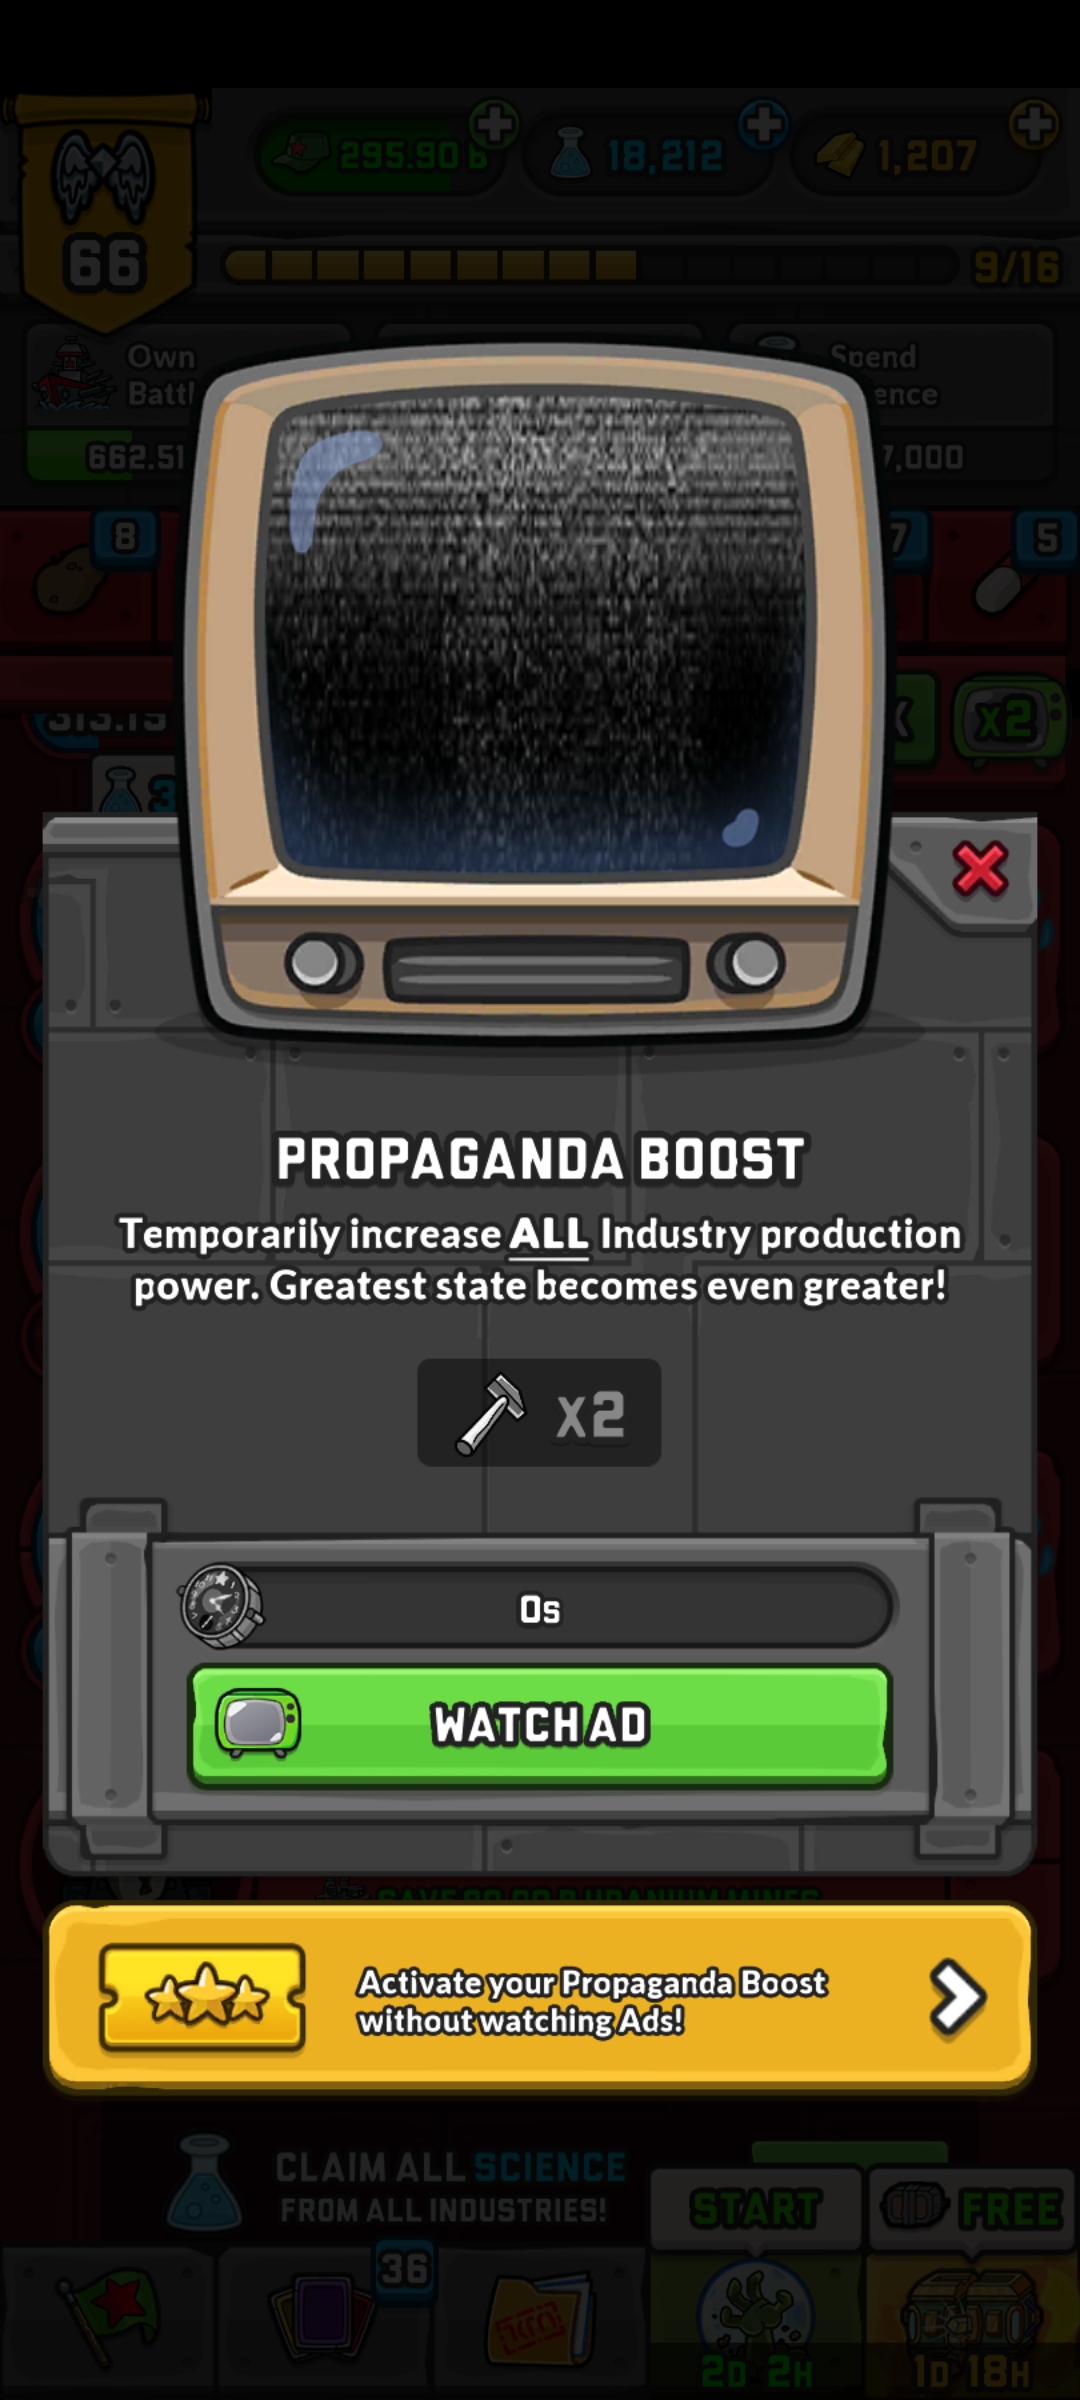 295.90 B
18,212
1,207
66
9/16
Own
Battl
Spend
ence
662.51
7,000
8
7
5
313.15
x2
3
PROPAGANDA BOOST
Temporarily increase ALL Industry production
power. Greatest state becomes even greater!
x2
0s
WATCH AD
Activate your Propaganda Boost
without watching Ads!
CLAIM ALL SCIENCE
FROM ALL INDUSTRIES!
START
FREE
36
2D 2H
1D 18H